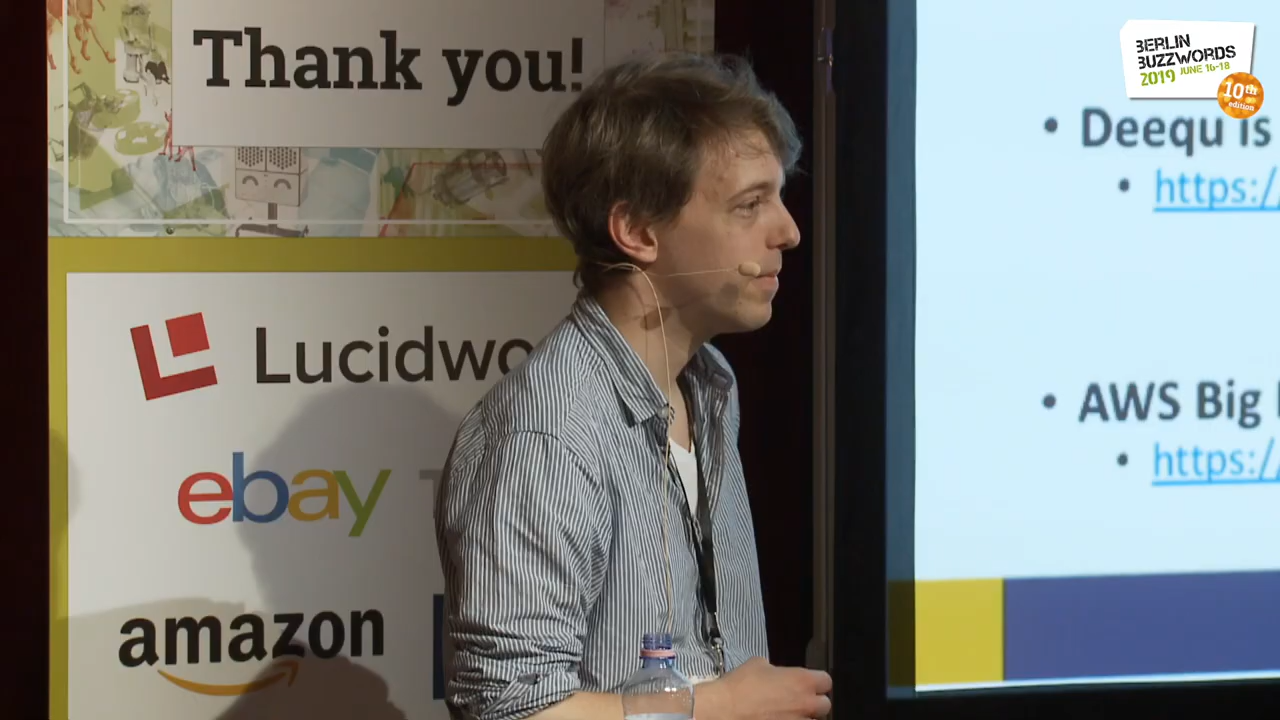 Thank you!
Lucidwo
ebay
amazon
BERLIN
BUZZWORDS
2019 JUNE 16-18
10th
edition
• Deequ is
• https:/
• AWS Big
• https:/